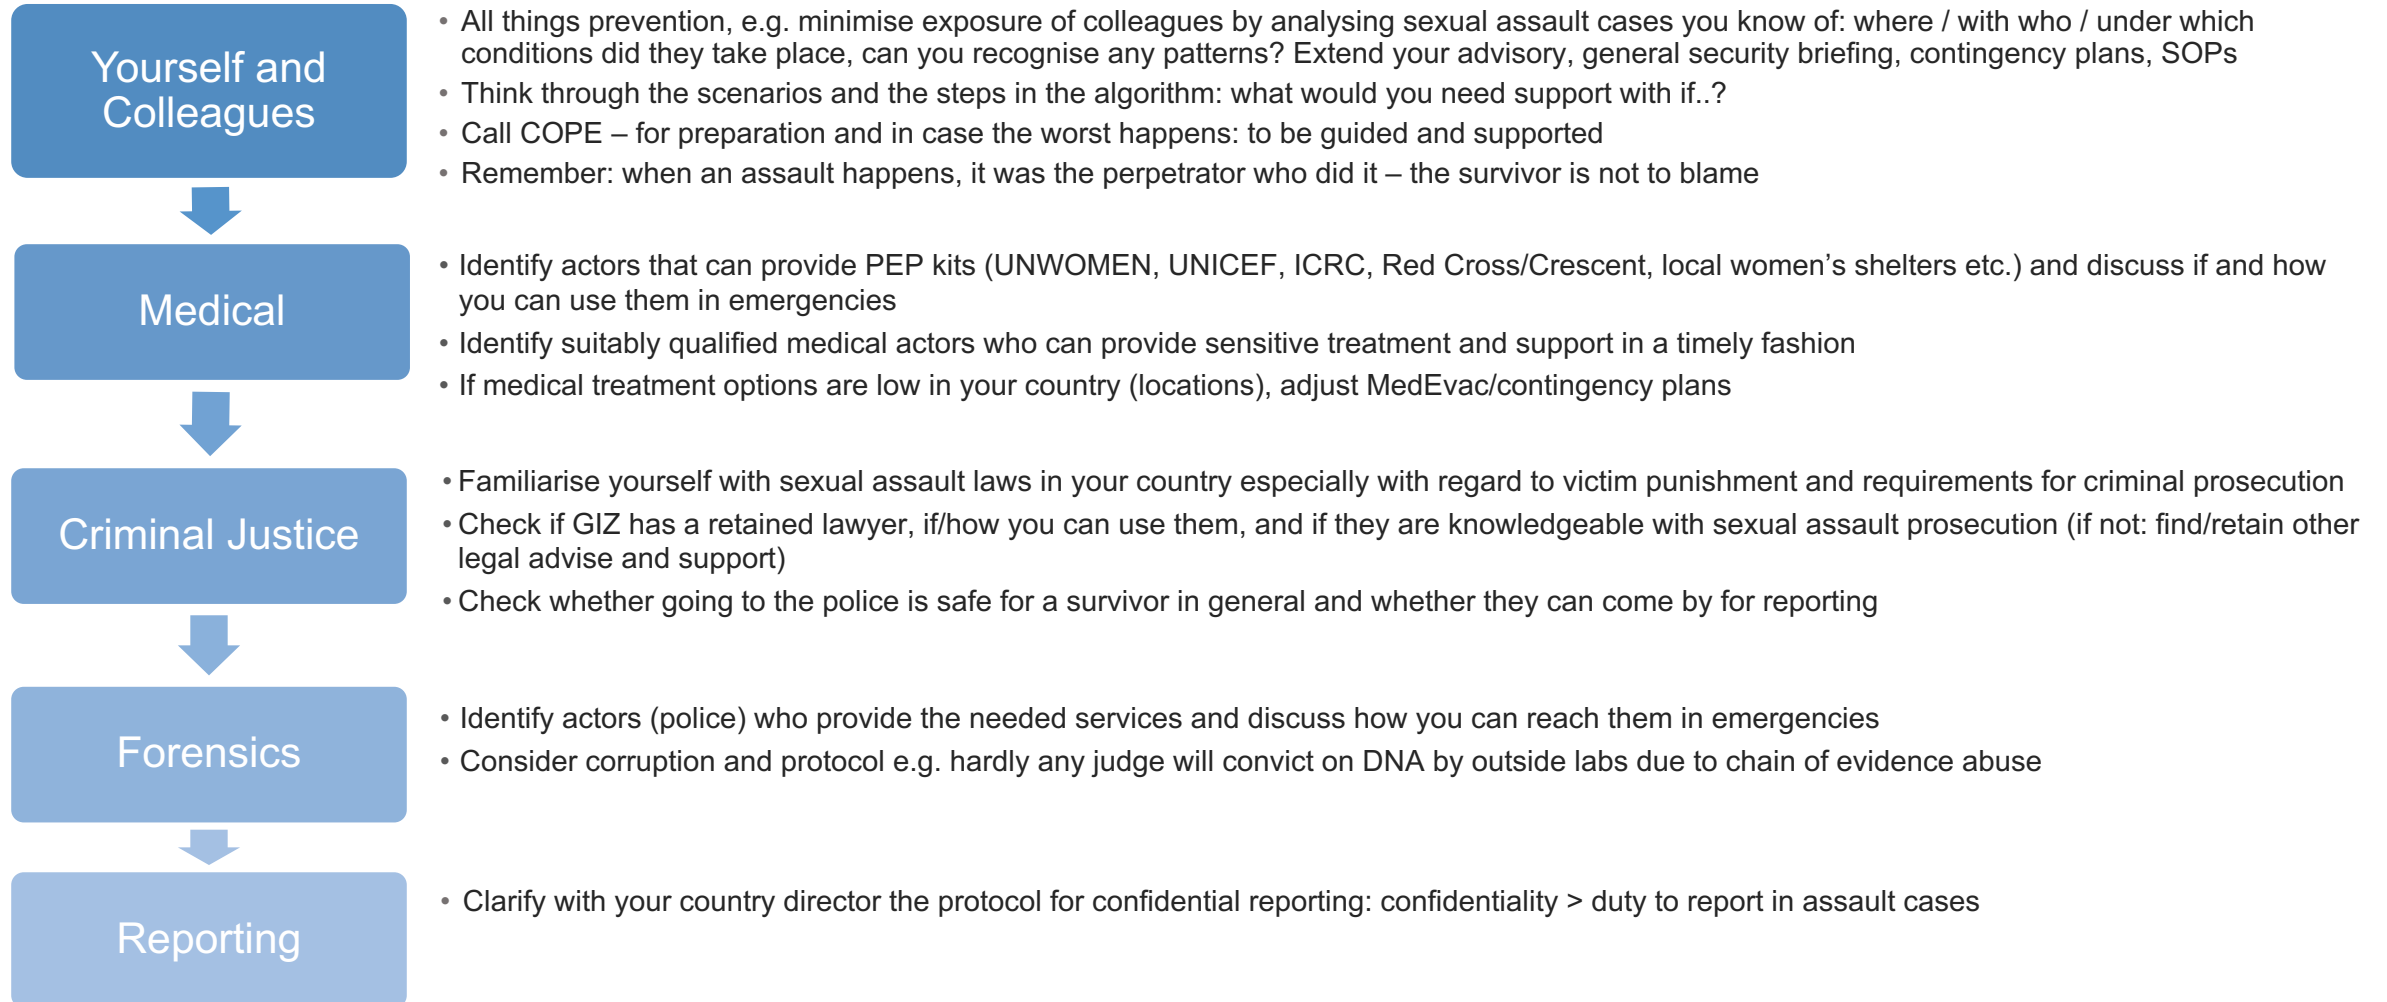 Yourself and
Colleagues
• All things prevention, e.g. minimise exposure of colleagues by analysing sexual assault cases you know of: where / with who / under which
conditions did they take place, can you recognise any patterns? Extend your advisory, general security briefing, contingency plans, SOPs
• Think through the scenarios and the steps in the algorithm: what would you need support with if..?
• Call COPE – for preparation and in case the worst happens: to be guided and supported
• Remember: when an assault happens, it was the perpetrator who did it – the survivor is not to blame
Medical
• Identify actors that can provide PEP kits (UNWOMEN, UNICEF, ICRC, Red Cross/Crescent, local women’s shelters etc.) and discuss if and how
you can use them in emergencies
• Identify suitably qualified medical actors who can provide sensitive treatment and support in a timely fashion
• If medical treatment options are low in your country (locations), adjust MedEvac/contingency plans
Criminal Justice
• Familiarise yourself with sexual assault laws in your country especially with regard to victim punishment and requirements for criminal prosecution
• Check if GIZ has a retained lawyer, if/how you can use them, and if they are knowledgeable with sexual assault prosecution (if not: find/retain other
legal advise and support)
• Check whether going to the police is safe for a survivor in general and whether they can come by for reporting
Forensics
• Identify actors (police) who provide the needed services and discuss how you can reach them in emergencies
• Consider corruption and protocol e.g. hardly any judge will convict on DNA by outside labs due to chain of evidence abuse
Reporting
• Clarify with your country director the protocol for confidential reporting: confidentiality > duty to report in assault cases